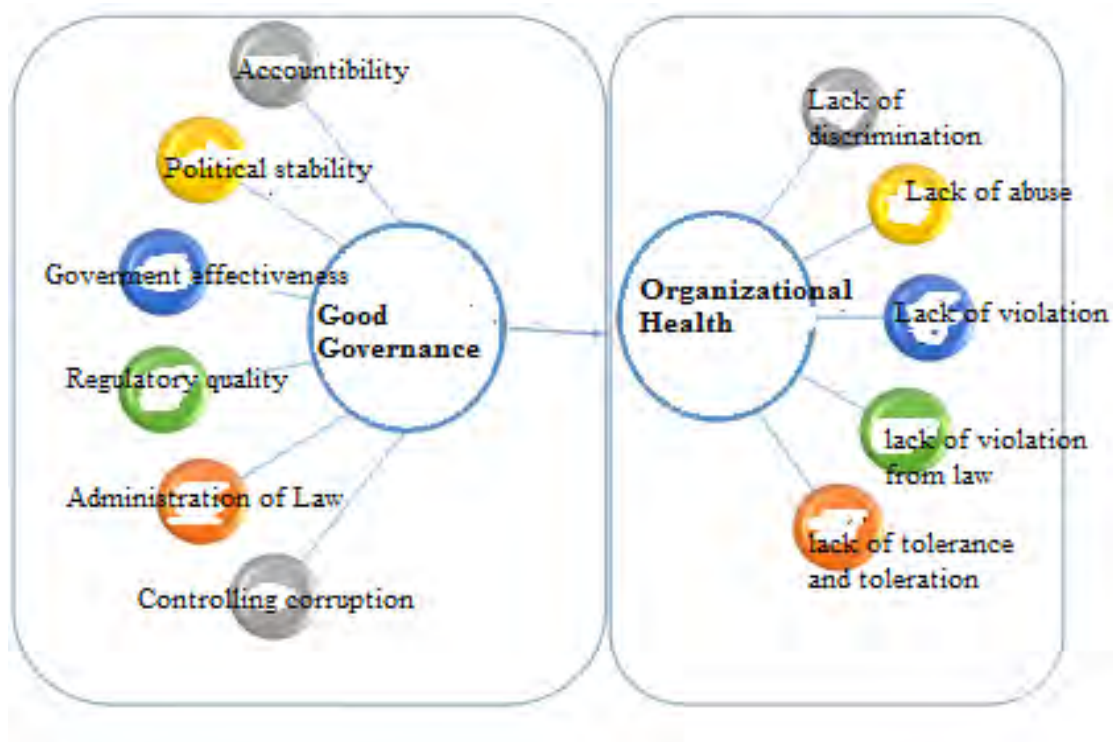 Accountibility
Political stability
Goverment effectiveness
Regulatory quality
Administration of Law
Controlling corruption
Good
Governance
Organizational
Health
Lack of
discrimination
Lack of abuse
Lack of violation
lack of violation
from law
lack of tolerance
and toleration